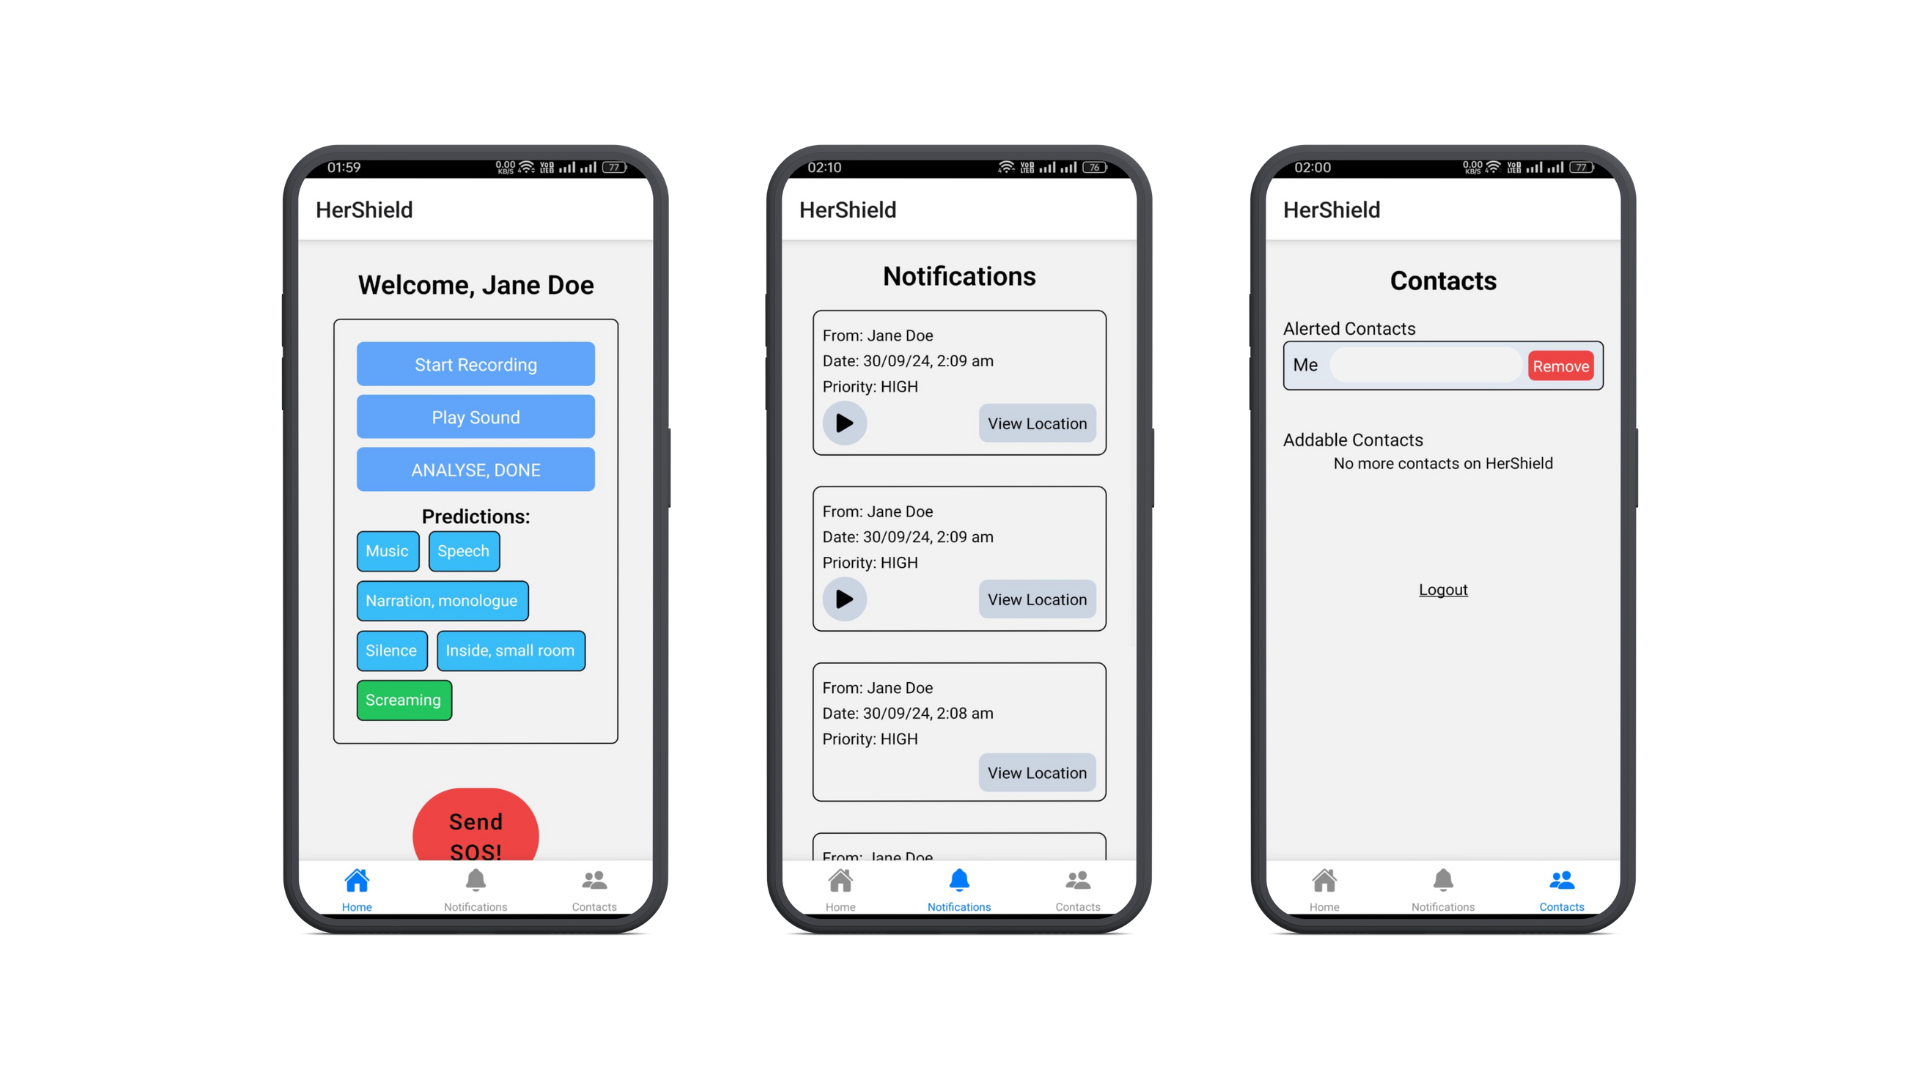 01:59
0.00 KB/S
VoB LTEB
77
HerShield
Welcome, Jane Doe
Start Recording
Play Sound
ANALYSE, DONE
Predictions:
Music
Speech
Narration, monologue
Silence
Inside, small room
Screaming
Send
SOS!
Home
Notifications
Contacts
02:10
76
HerShield
Notifications
From: Jane Doe
Date: 30/09/24, 2:09 am
Priority: HIGH
View Location
From: Jane Doe
Date: 30/09/24, 2:09 am
Priority: HIGH
View Location
From: Jane Doe
Date: 30/09/24, 2:08 am
Priority: HIGH
View Location
From: Jane Doe
Home
Notifications
Contacts
02:00
0.00 KB/S
77
HerShield
Contacts
Alerted Contacts
Me
Remove
Addable Contacts
No more contacts on HerShield
Logout
Home
Notifications
Contacts